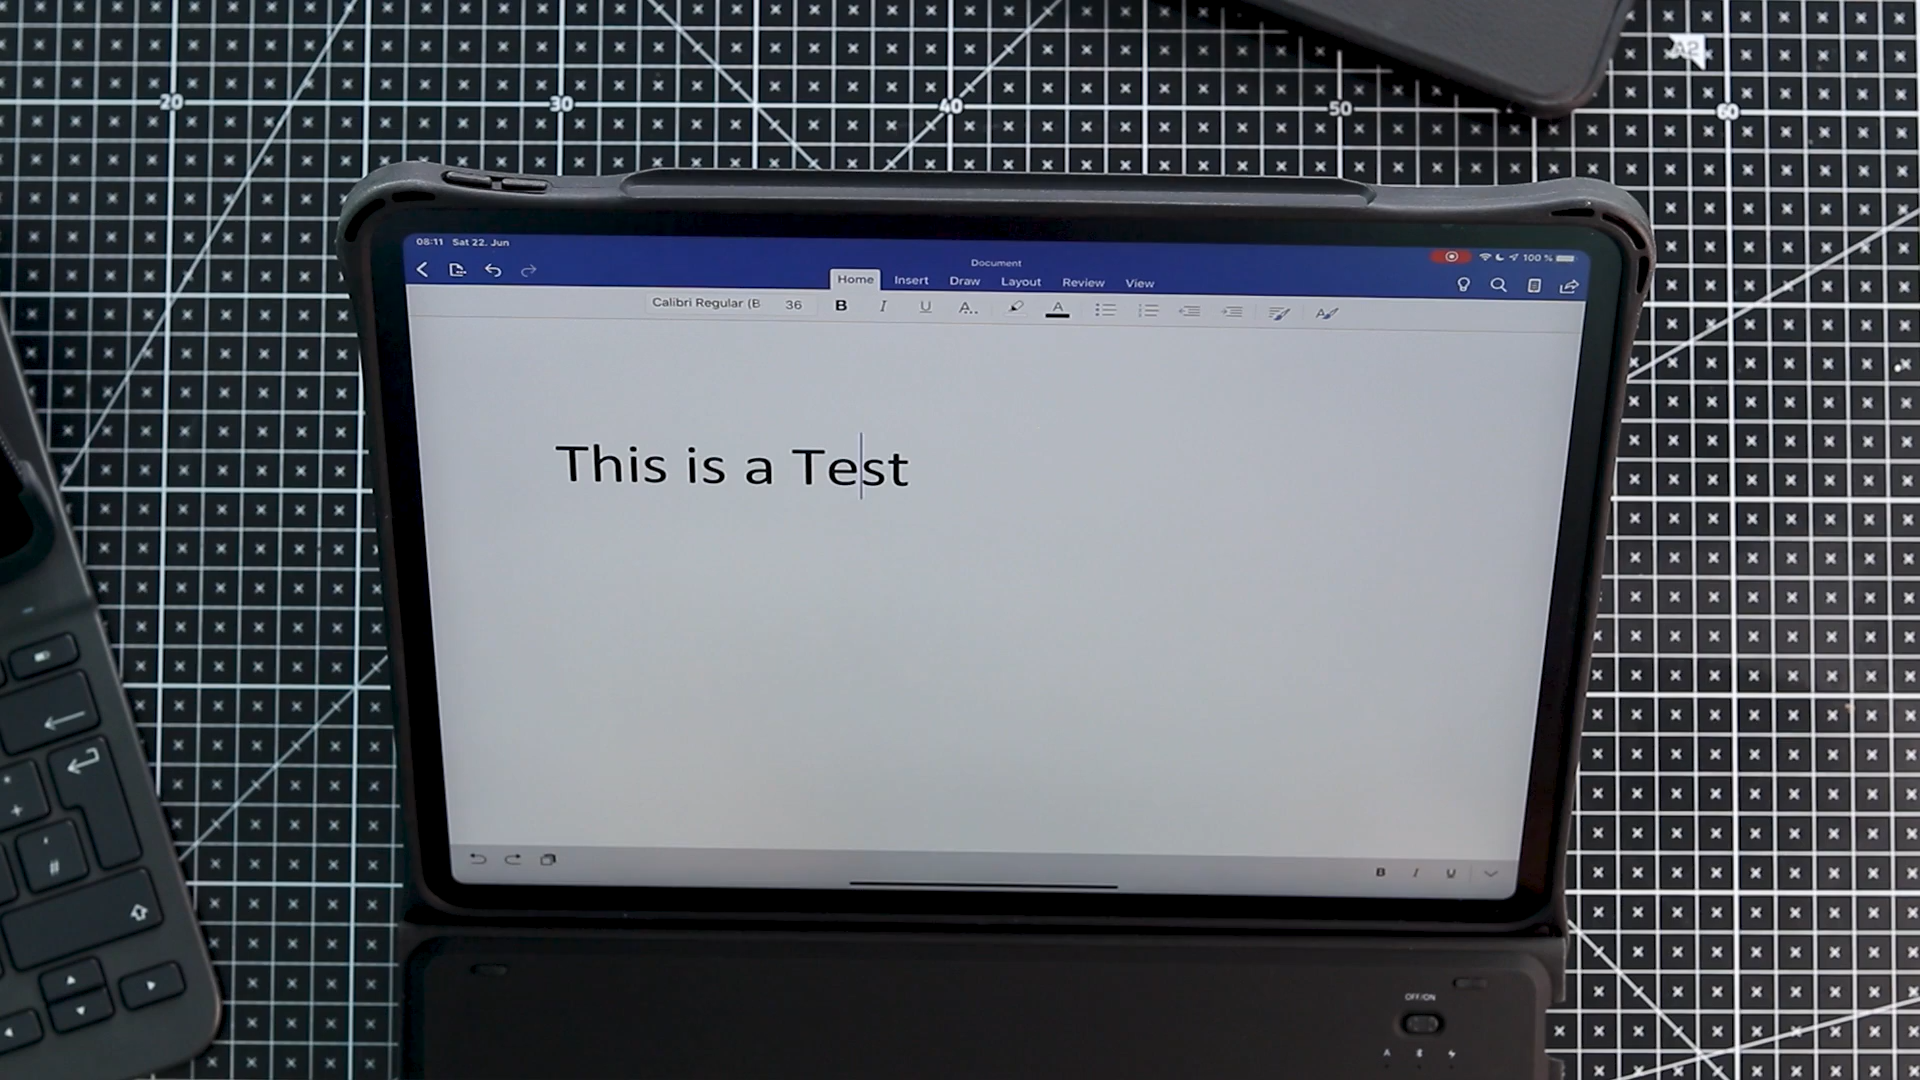 A2
20 30 40 50 60
08:11 Sat 22. Jun
100 %
Document
Home Insert Draw Layout Review View
Calibri Regular (B 36 B I U A... A
This is a Test
B I U
OFF/ON
A